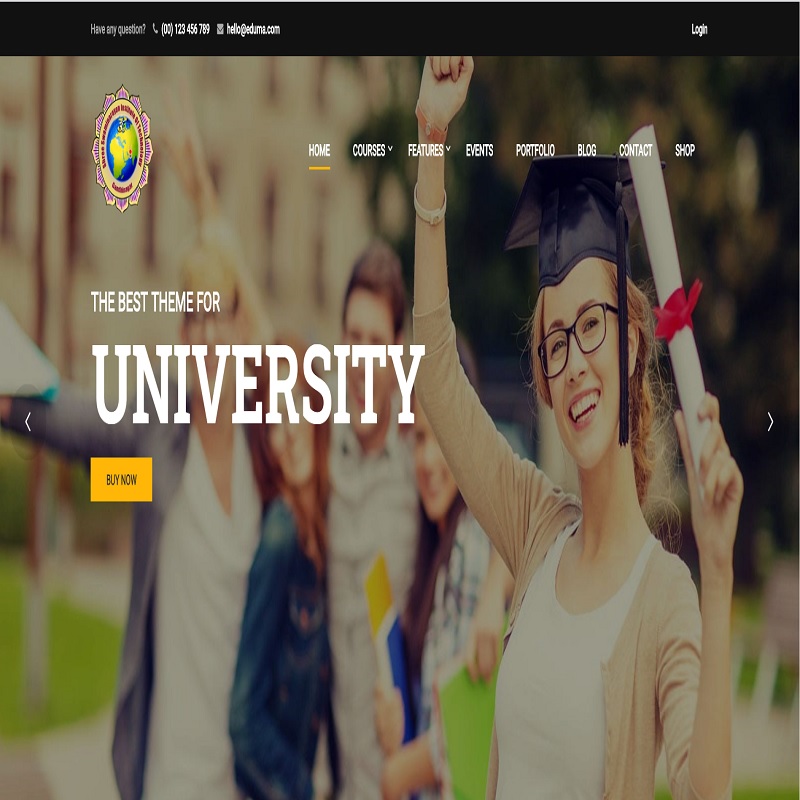 Have any question? (00) 123 456 789 hello@eduma.com Login
HOME COURSES FEATURES EVENTS PORTFOLIO BLOG CONTACT SHOP
THE BEST THEME FOR
UNIVERSITY
BUY NOW